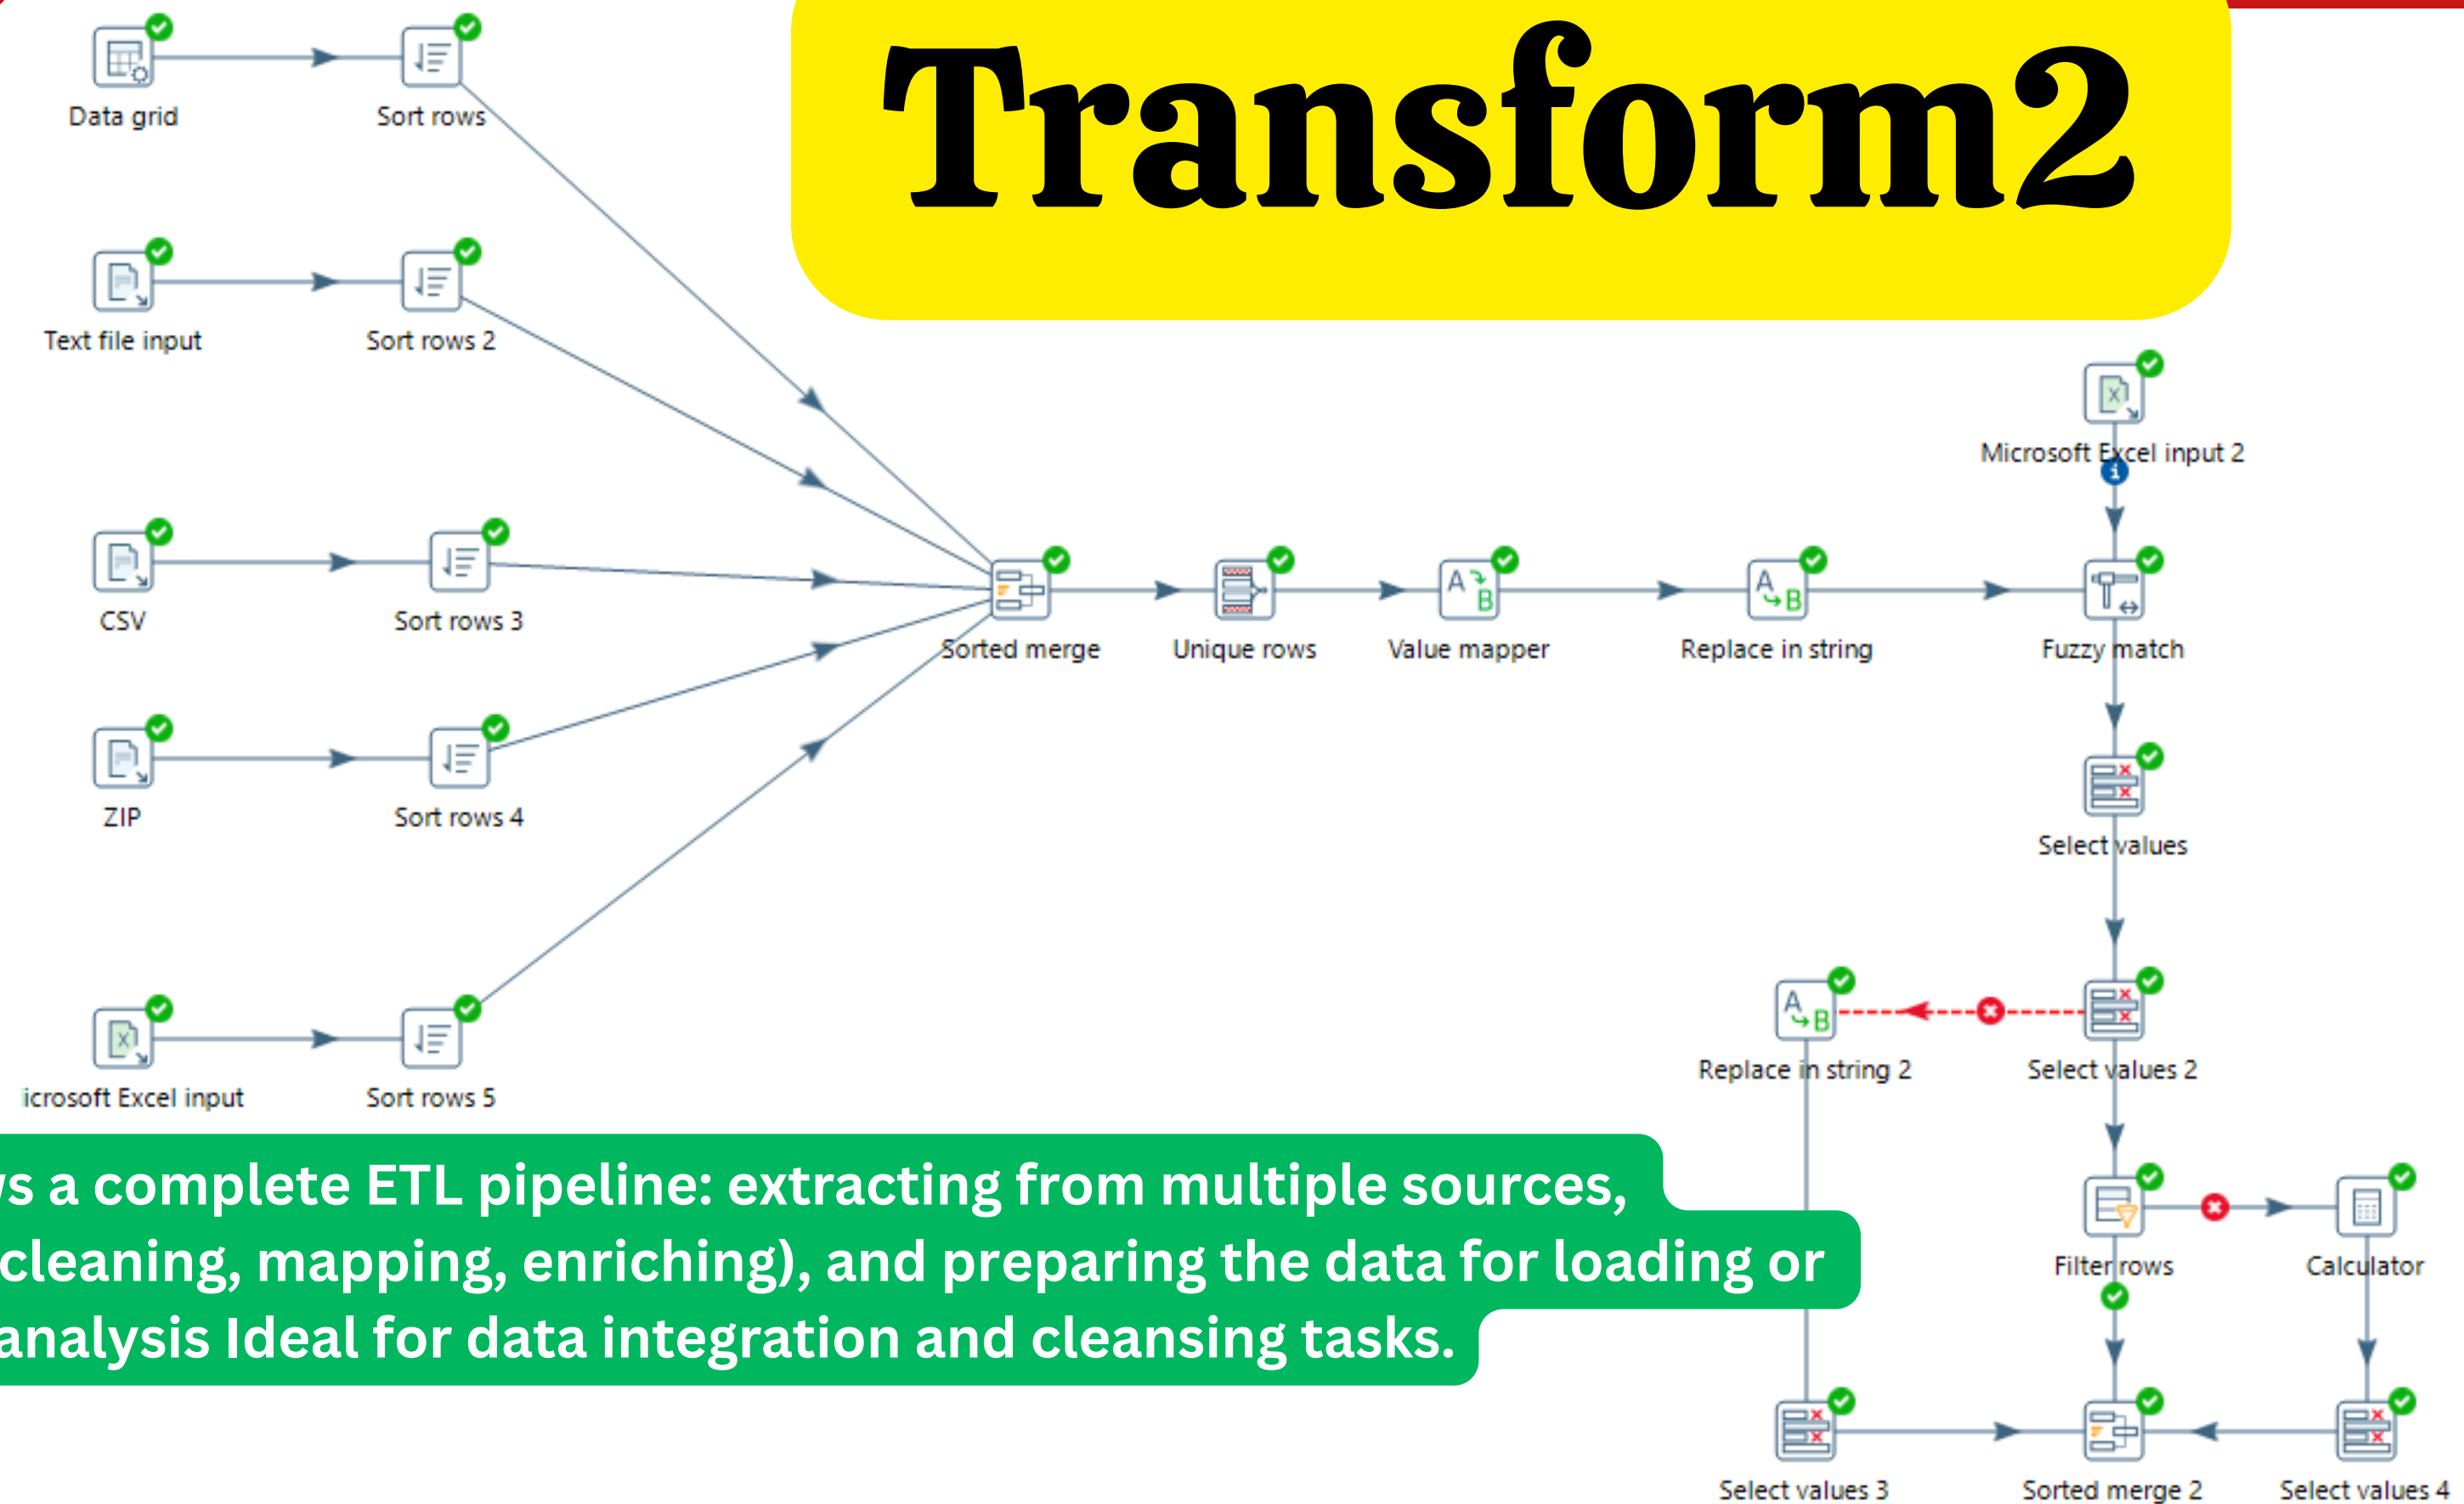 Transform2
Data grid
Sort rows
Text file input
Sort rows 2
CSV
Sort rows 3
ZIP
Sort rows 4
icrosoft Excel input
Sort rows 5
Sorted merge
Unique rows
Value mapper
Replace in string
Microsoft Excel input 2
Fuzzy match
Select values
Replace in string 2
Select values 2
Filter rows
Calculator
Select values 3
Sorted merge 2
Select values 4
s a complete ETL pipeline: extracting from multiple sources,
cleaning, mapping, enriching), and preparing the data for loading or
analysis Ideal for data integration and cleansing tasks.